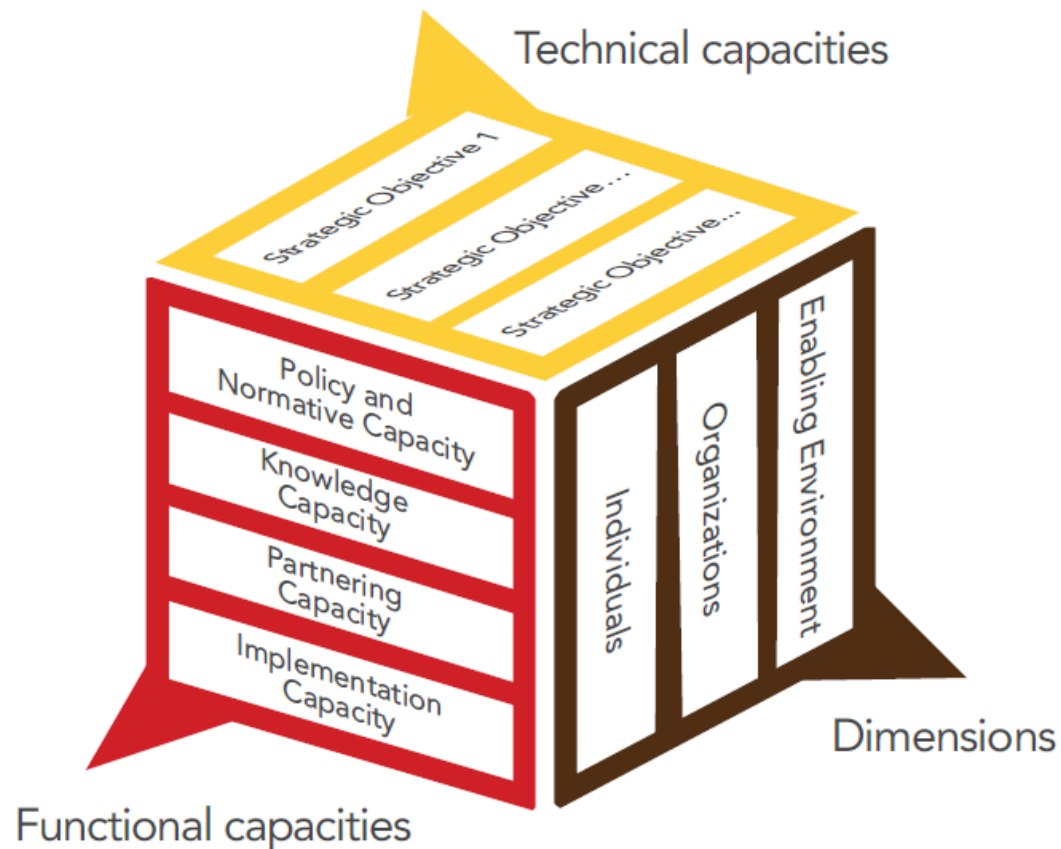 Technical capacities
Strategic Objective 1
Strategic Objective ...
Strategic Objective...
Policy and
Normative Capacity
Knowledge
Capacity
Partnering
Capacity
Implementation
Capacity
Individuals
Organizations
Enabling Environment
Dimensions
Functional capacities